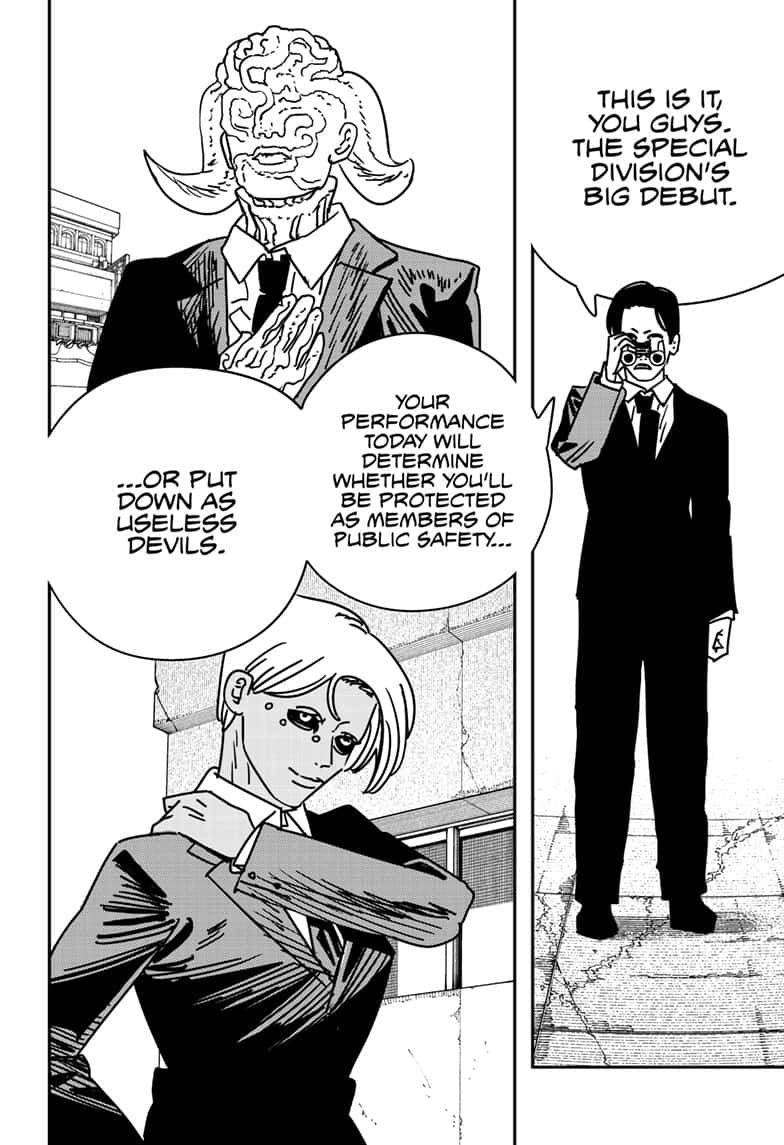 THIS IS IT,
YOU GUYS.
THE SPECIAL
DIVISION'S
BIG DEBUT.
YOUR
PERFORMANCE
TODAY WILL
DETERMINE
WHETHER YOU'LL
BE PROTECTED
AS MEMBERS OF
PUBLIC SAFETY...
...OR PUT
DOWN AS
USELESS
DEVILS.